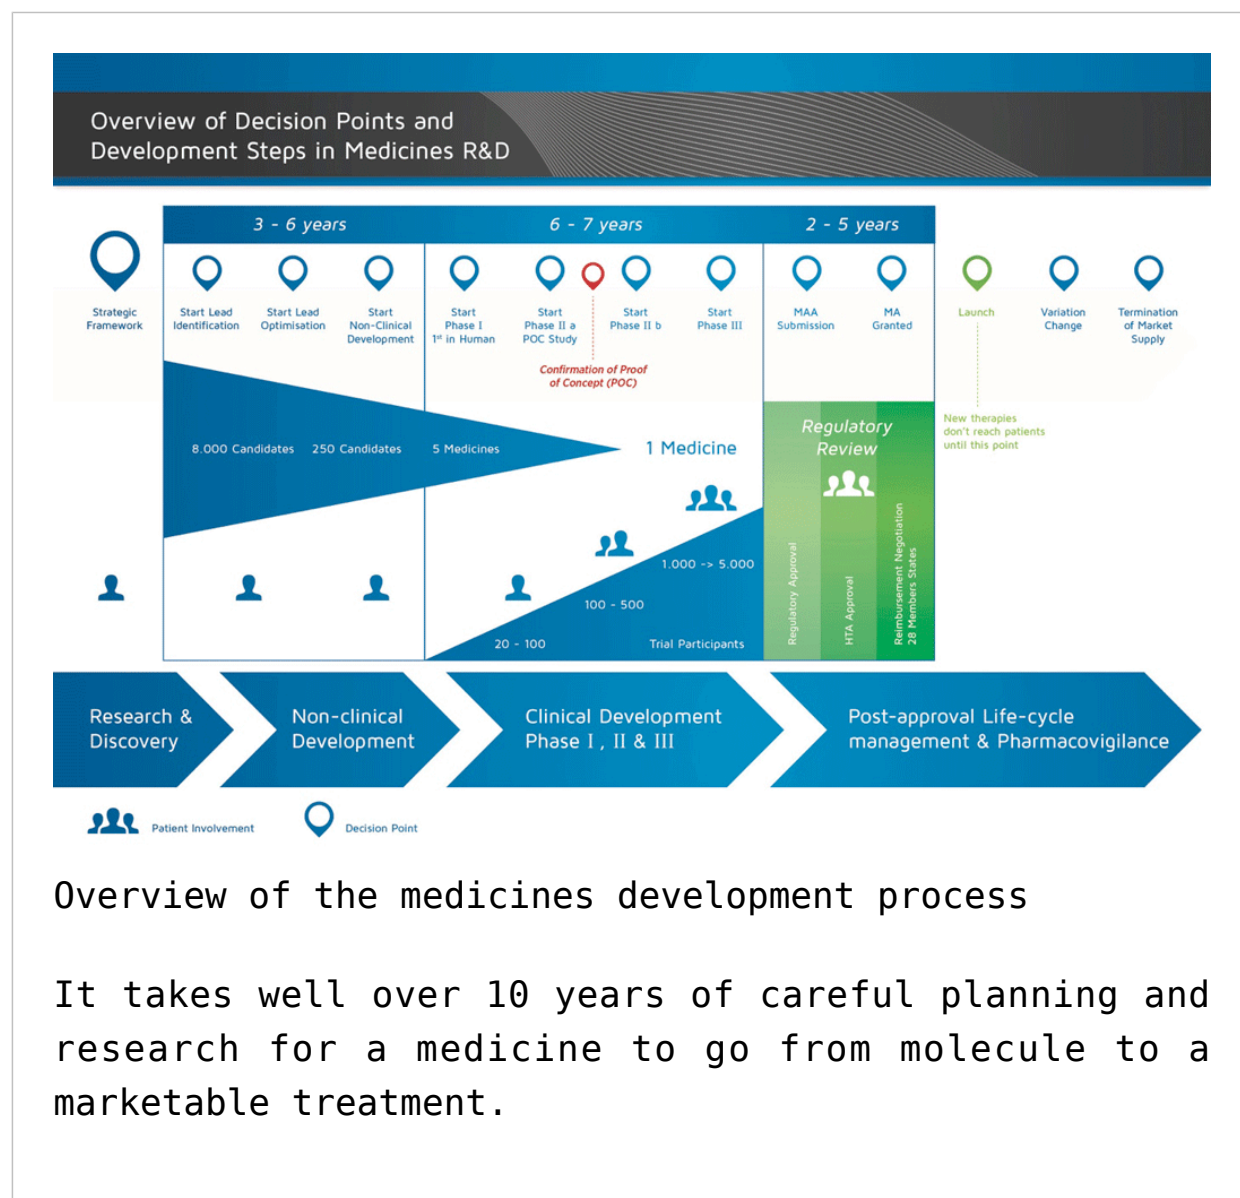 Overview of Decision Points and
Development Steps in Medicines R&D
3 - 6 years
6 - 7 years
2 - 5 years
Strategic
Framework
Start Lead
Identification
Start Lead
Optimisation
Start
Non-Clinical
Development
Start
Phase I
1st in Human
Start
Phase II a
POC Study
Start
Phase II b
Start
Phase III
MAA
Submission
MA
Granted
Launch
Variation
Change
Termination
of Market
Supply
Confirmation of Proof
of Concept (POC)
8.000 Candidates
250 Candidates
5 Medicines
1 Medicine
Regulatory
Review
New therapies
don't reach patients
until this point
20 - 100
100 - 500
1.000 -> 5.000
Trial Participants
Regulatory Approval
HTA Approval
Reimbursement Negotiation
28 Members States
Research &
Discovery
Non-clinical
Development
Clinical Development
Phase I , II & III
Post-approval Life-cycle
management & Pharmacovigilance
Patient Involvement
Decision Point
Overview of the medicines development process
It takes well over 10 years of careful planning and
research for a medicine to go from molecule to a
marketable treatment.